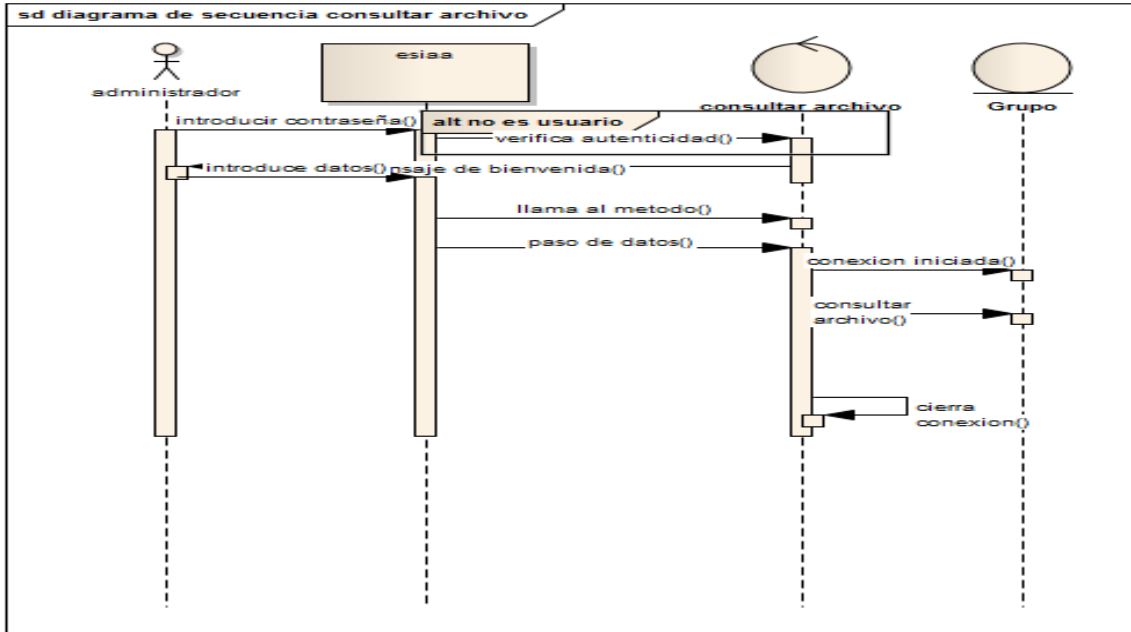 sd diagrama de secuencia consultar archivo
esiaa
administrador
consultar archivo
Grupo
introducir contraseña()
alt no es usuario
verifica autenticidad()
introduce datos()
de bienvenida()
llama al metodo()
paso de datos()
conexion iniciada()
consultar
archivo()
cierra
conexion()